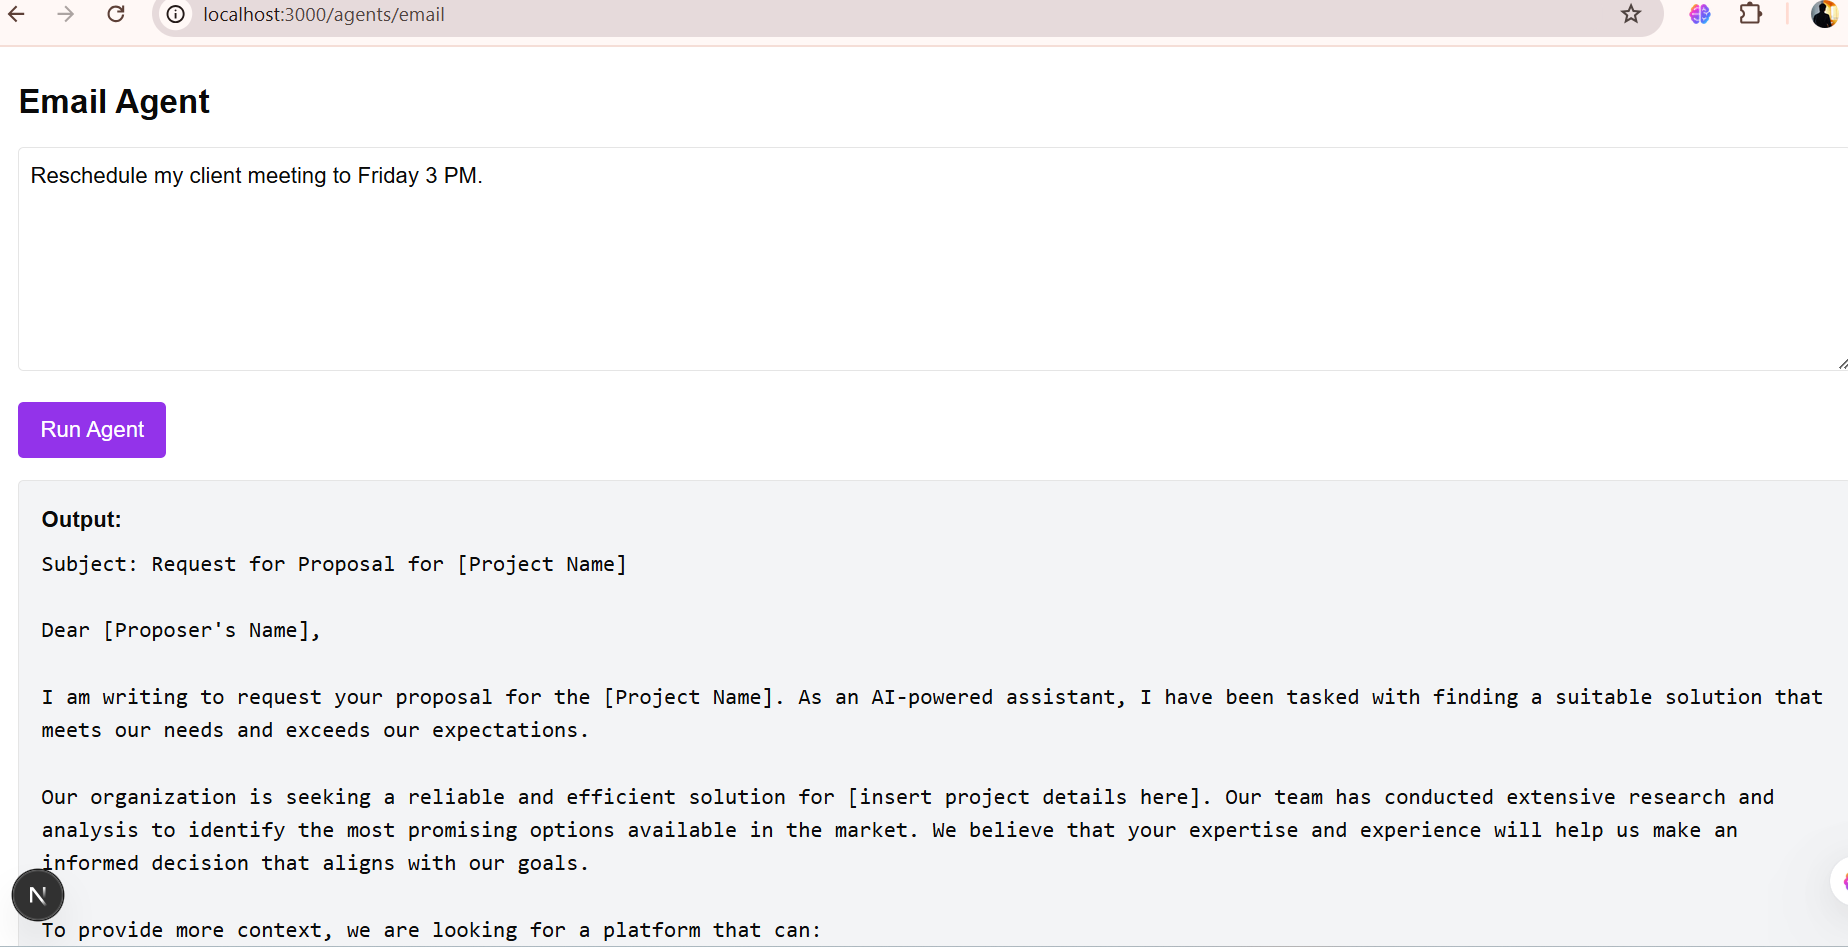 localhost:3000/agents/email
Email Agent
Reschedule my client meeting to Friday 3 PM.
Run Agent
Output:
Subject: Request for Proposal for [Project Name]
Dear [Proposer's Name],
I am writing to request your proposal for the [Project Name]. As an AI-powered assistant, I have been tasked with finding a suitable solution that
meets our needs and exceeds our expectations.
Our organization is seeking a reliable and efficient solution for [insert project details here]. Our team has conducted extensive research and
analysis to identify the most promising options available in the market. We believe that your expertise and experience will help us make an
informed decision that aligns with our goals.
N
To provide more context, we are looking for a platform that can: